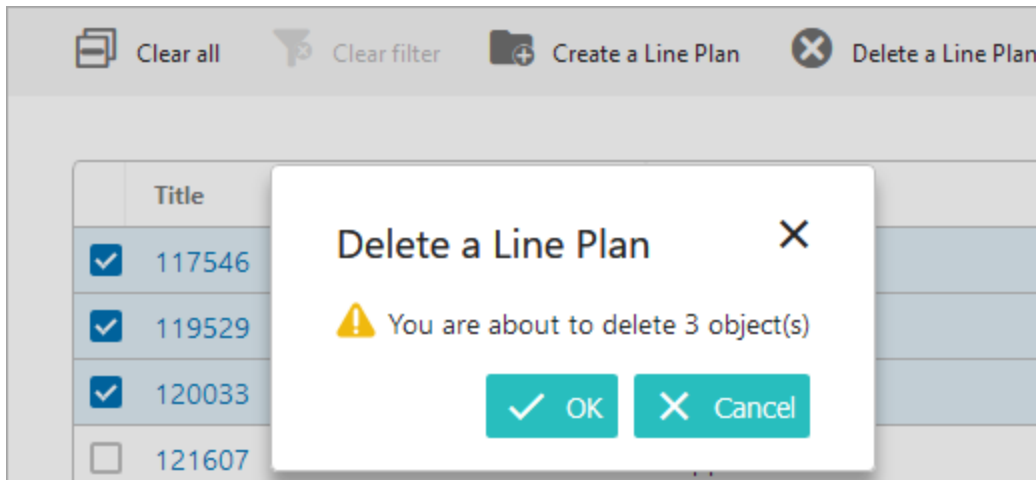 Clear all Clear filter Create a Line Plan Delete a Line Plan
Title
Delete a Line Plan
117546
You are about to delete 3 object(s)
119529
120033
OK Cancel
121607